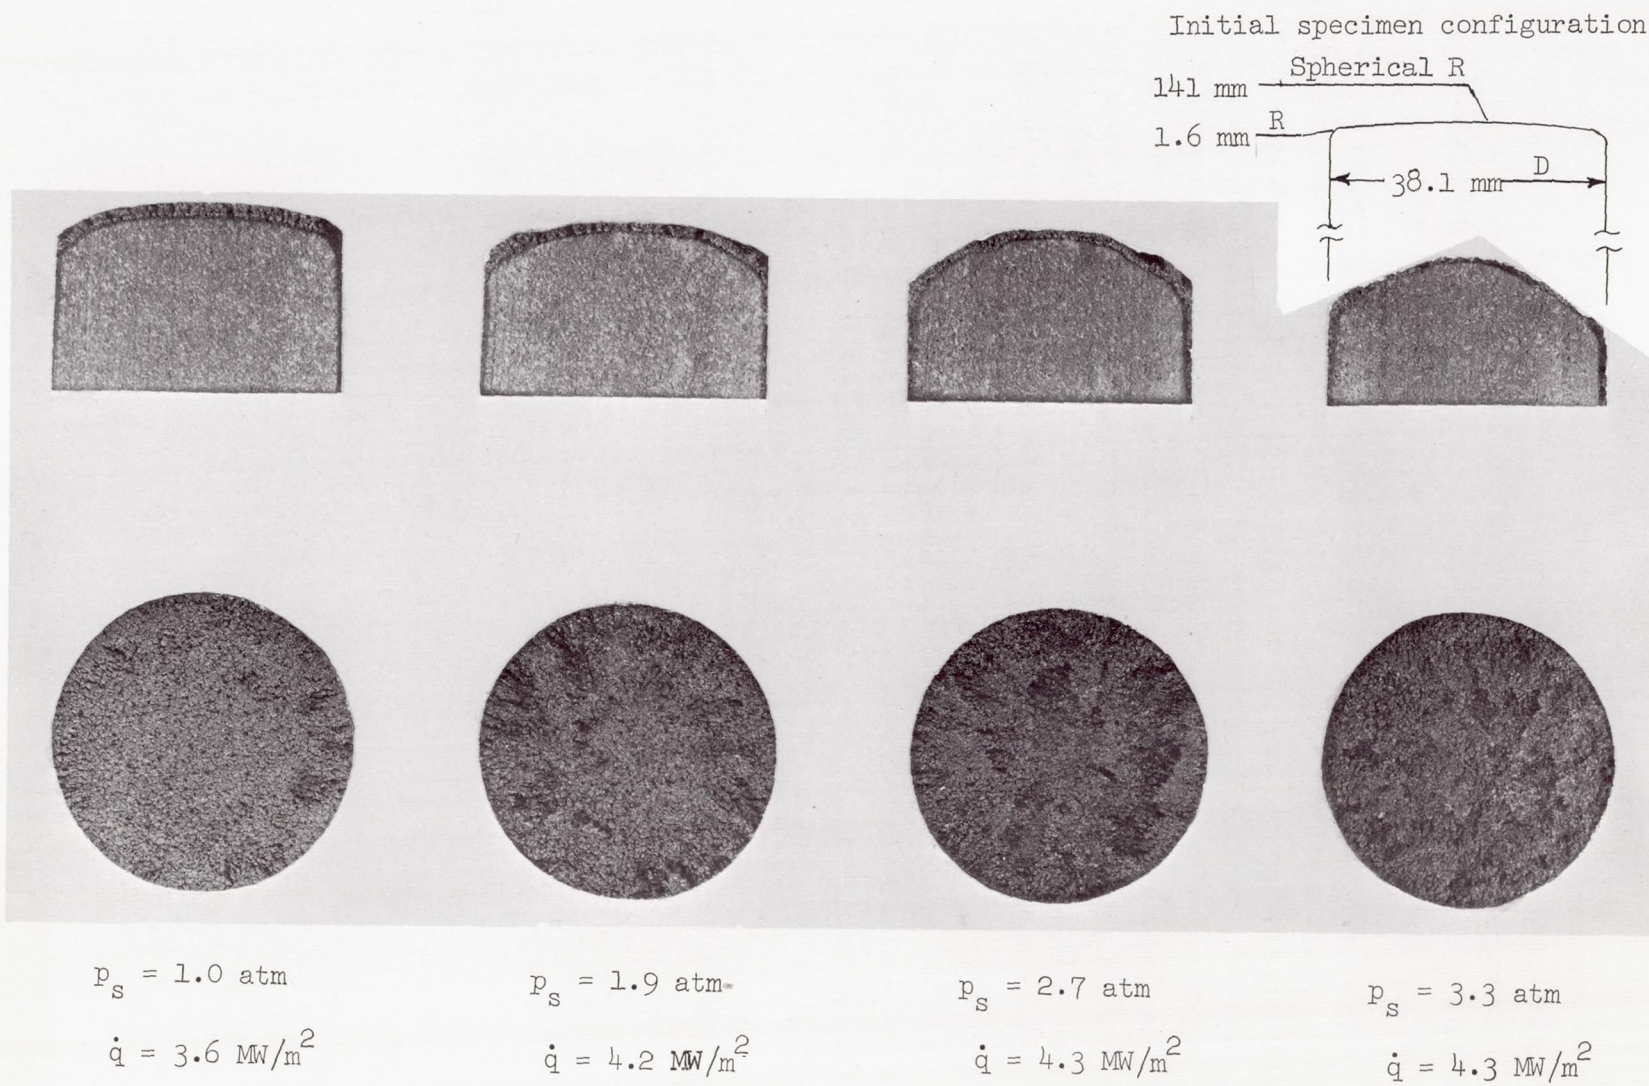 Initial specimen configuration
Spherical R
141 mm
1.6 mm R
38.1 mm D
p_s = 1.0 atm
p_s = 1.9 atm
p_s = 2.7 atm
p_s = 3.3 atm
q̇ = 3.6 MW/m²
q̇ = 4.2 MW/m²
q̇ = 4.3 MW/m²
q̇ = 4.3 MW/m²